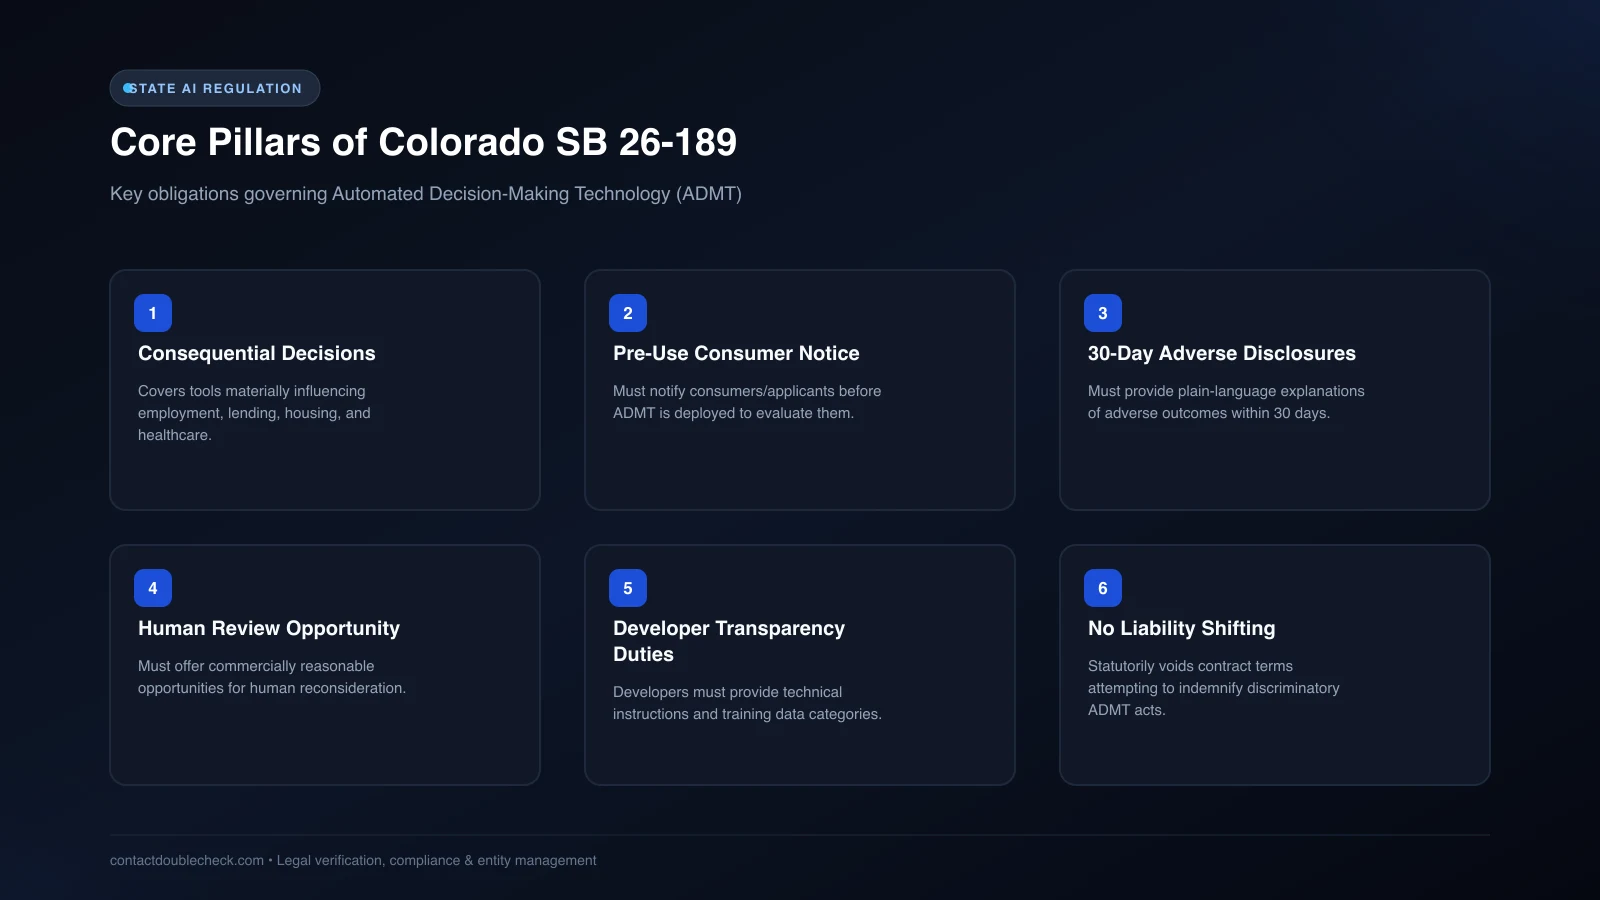 STATE AI REGULATION
Core Pillars of Colorado SB 26-189
Key obligations governing Automated Decision-Making Technology (ADMT)
1
Consequential Decisions
Covers tools materially influencing
employment, lending, housing, and
healthcare.
2
Pre-Use Consumer Notice
Must notify consumers/applicants before
ADMT is deployed to evaluate them.
3
30-Day Adverse Disclosures
Must provide plain-language explanations
of adverse outcomes within 30 days.
4
Human Review Opportunity
Must offer commercially reasonable
opportunities for human reconsideration.
5
Developer Transparency
Duties
Developers must provide technical
instructions and training data categories.
6
No Liability Shifting
Statutorily voids contract terms
attempting to indemnify discriminatory
ADMT acts.
contactdoublecheck.com • Legal verification, compliance & entity management